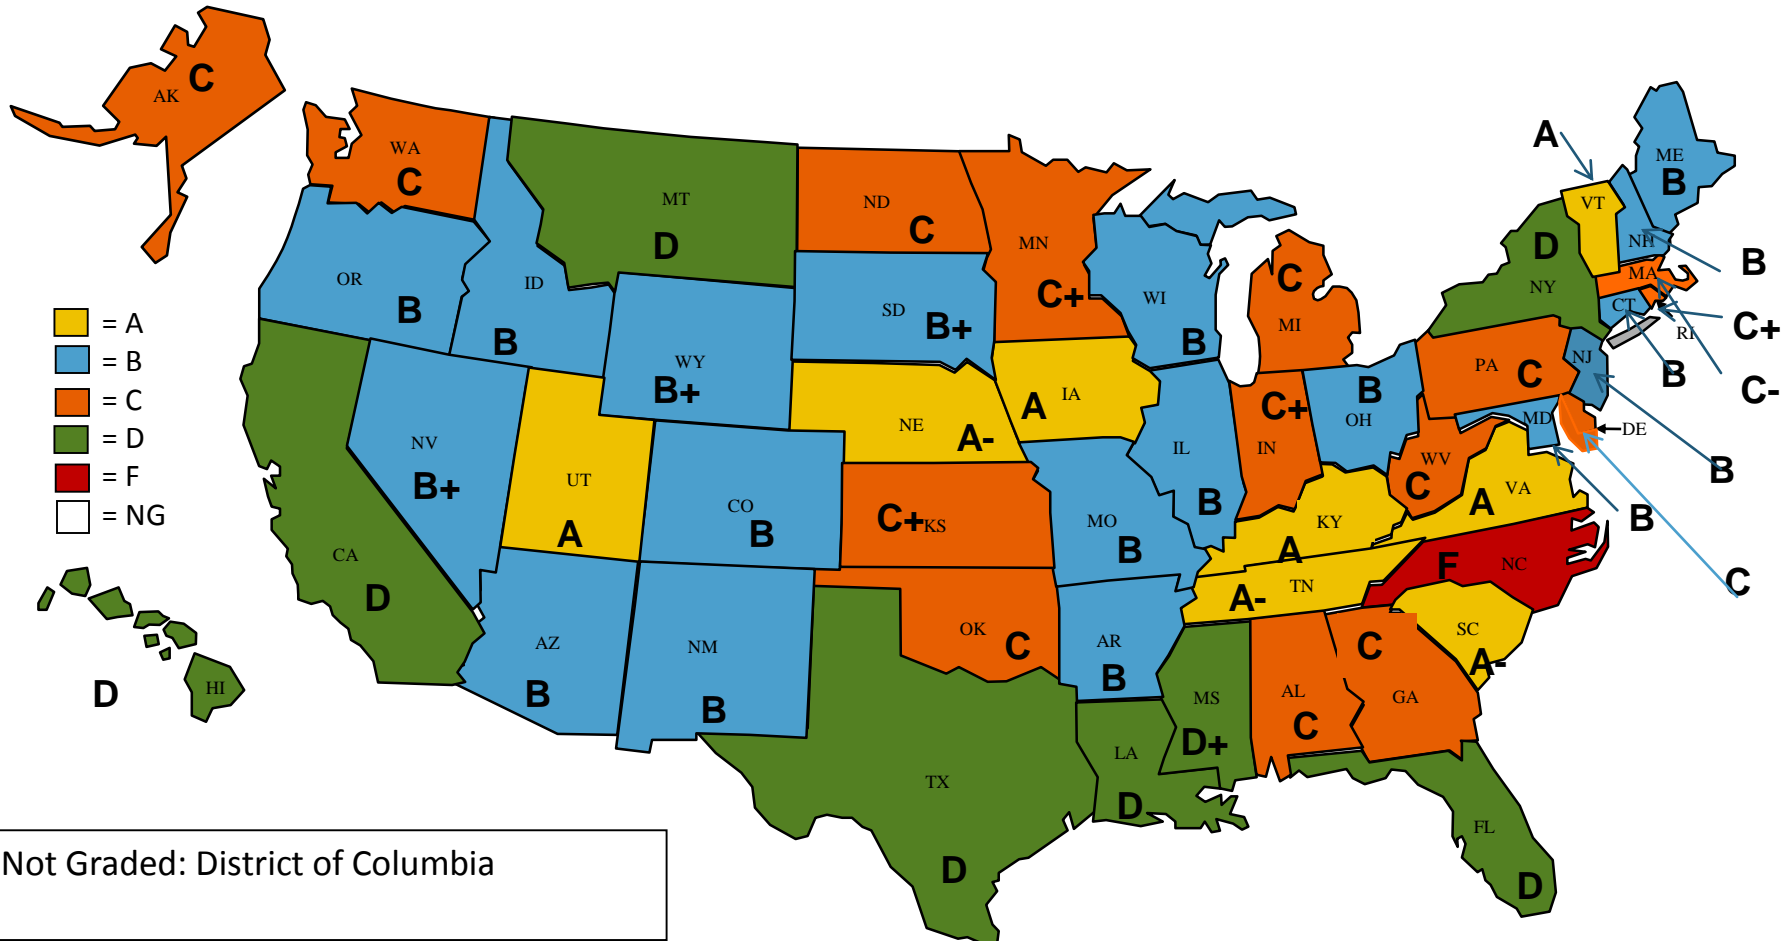 AK C
WA C
MT D
ND C
MN C+
OR B
ID B
SD B+
WI B
MI C
WY B+
A VT
ME B
D NY
NH B
MA
CT
RI
C+
B
C-
= A
= B
= C
= D
= F
= NG
NV B+
UT A
CO B
NE A-
IA A
C+ KS
MO B
IL B
C+ IN
B OH
PA C
NJ B
MD B
DE
C
WV C
VA A
KY A
TN A-
F NC
SC A-
CA D
AZ B
NM B
OK C
AR B
MS D+
AL C
C GA
TX D
LA D
FL D
HI D
Not Graded: District of Columbia